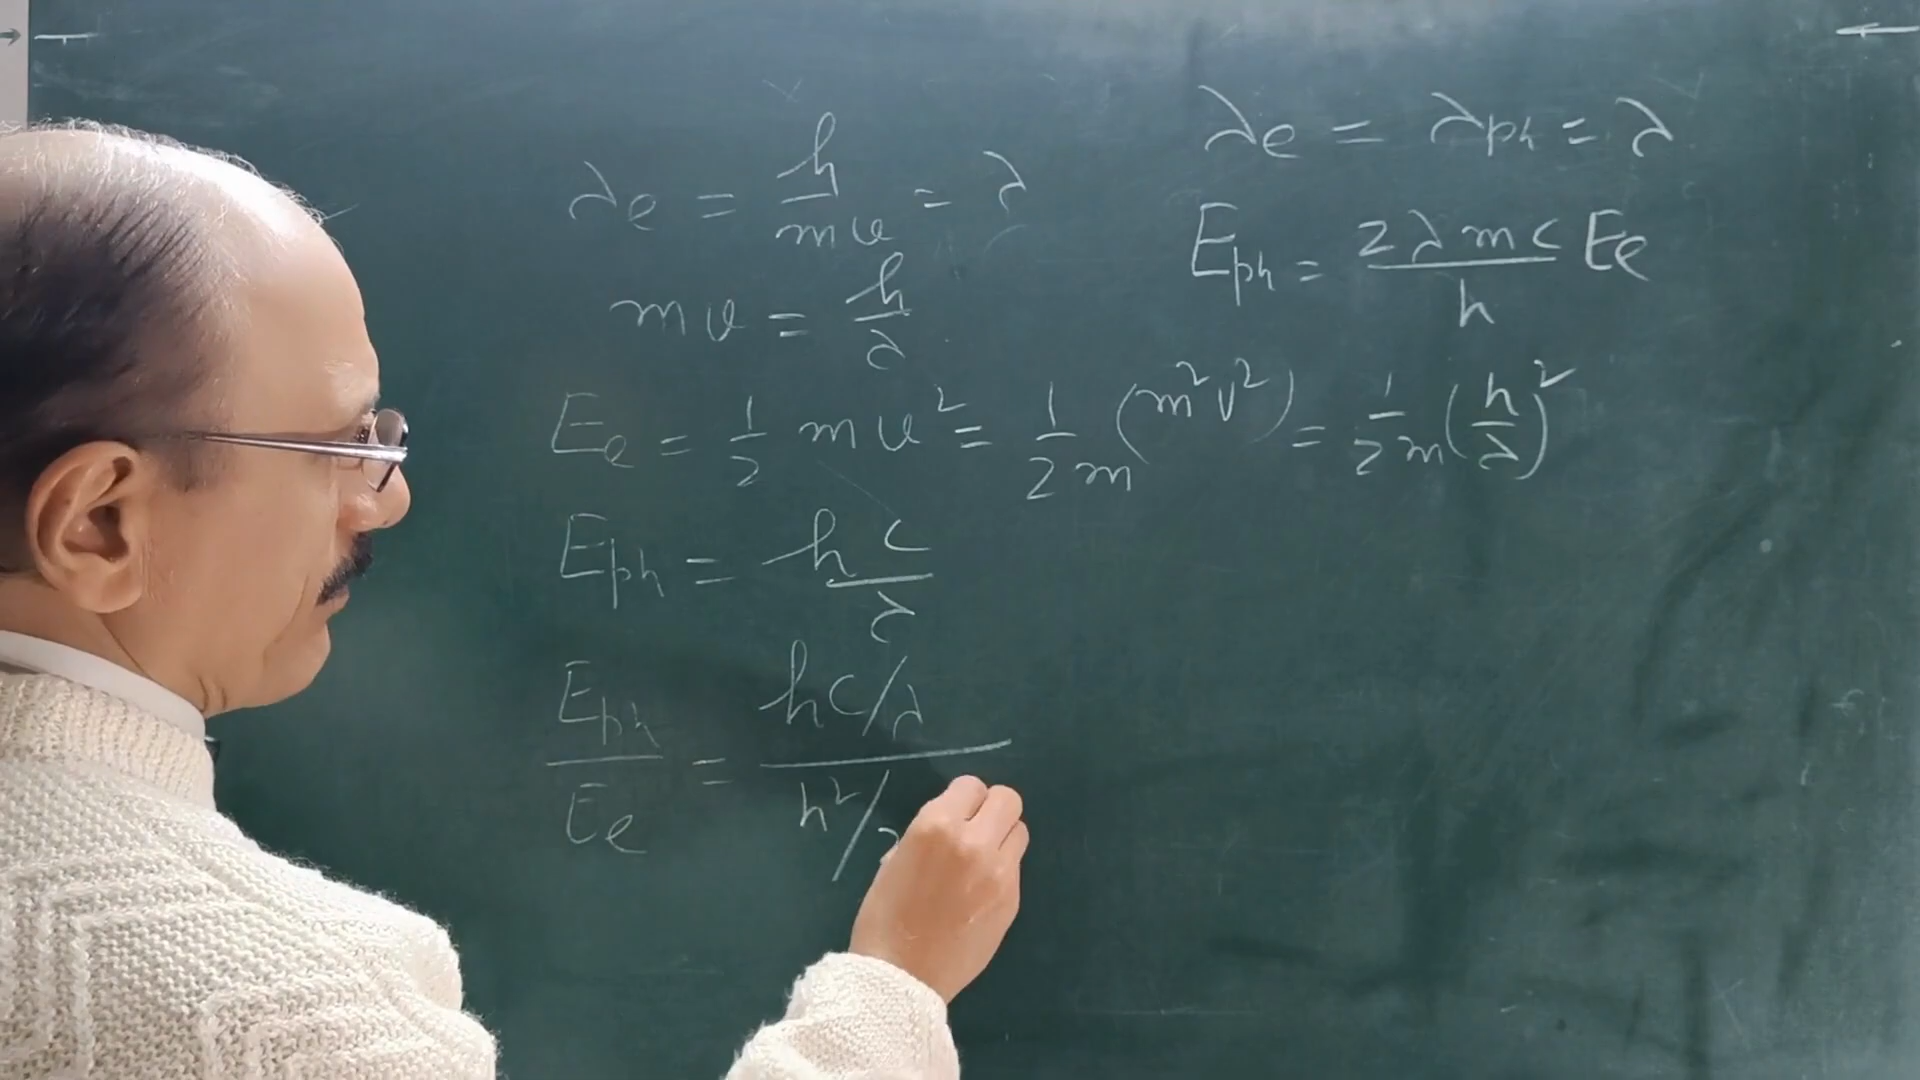 λe = h/mv = λ
mv = h/λ
λe = λph = λ
Eph = 2λmc/h Ee
Ee = 1/2 mv² = 1/2m (m²v²) = 1/2m (h/λ)²
Eph = hc/λ
Eph/Ee = hc/λ / h²/